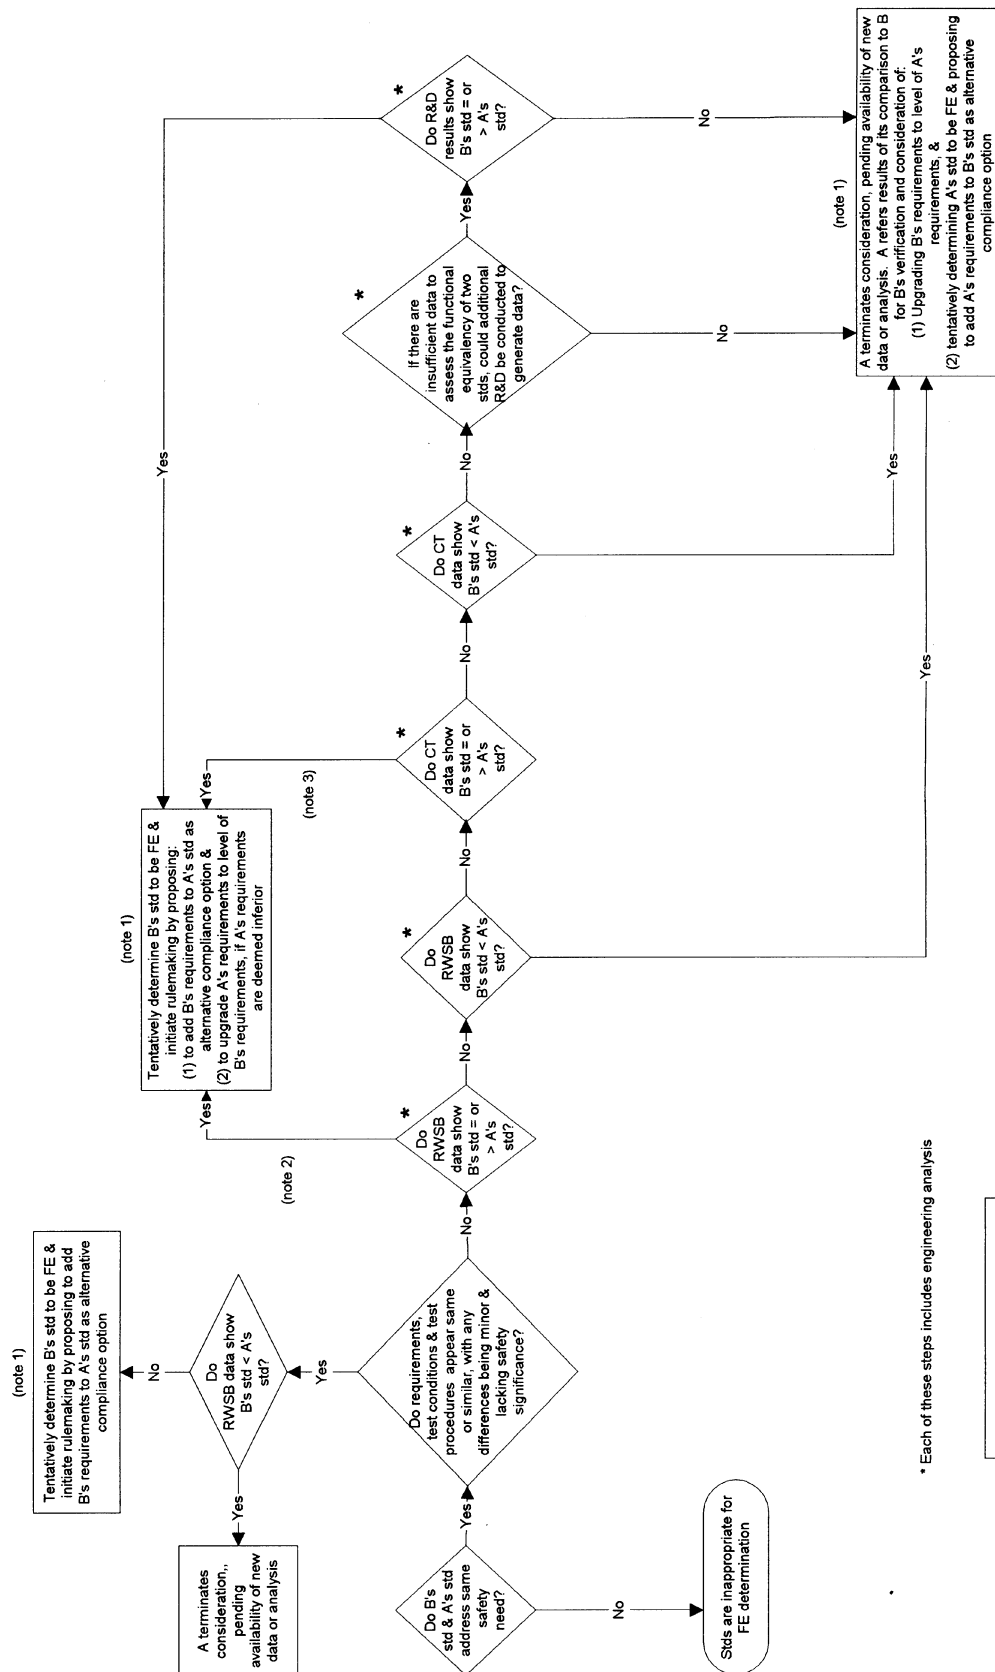 Do B's
std & A's std
address same
safety
need?
No
Stds are inappropriate for
FE determination
Yes
Do requirements,
test conditions & test
procedures appear same
or similar, with any
differences being minor &
lacking safety
significance?
Yes
Do
RWSB data show
B's std < A's
std?
Yes
A terminates
consideration,,
pending
availability of new
data or analysis
No
(note 1)
Tentatively determine B's std to be FE &
initiate rulemaking by proposing to add
B's requirements to A's std as alternative
compliance option
No
*
Do
RWSB
data show
B's std = or
> A's
std?
Yes
(note 2)
(note 1)
Tentatively determine B's std to be FE &
initiate rulemaking by proposing:
(1) to add B's requirements to A's std as
alternative compliance option &
(2) to upgrade A's requirements to level of
B's requirements, if A's requirements
are deemed inferior
No
*
Do
RWSB
data show
B's std < A's
std?
Yes
No
*
Do CT
data show
B's std = or
> A's
std?
Yes
(note 3)
No
*
Do CT
data show
B's std < A's
std?
Yes
No
*
If there are
insufficient data to
assess the functional
equivalency of two
stds, could additional
R&D be conducted to
generate data?
No
Yes
*
Do R&D
results show
B's std = or
> A's
std?
Yes
No
(note 1)
A terminates consideration, pending availability of new
data or analysis. A refers results of its comparison to B
for B's verification and consideration of:
(1) Upgrading B's requirements to level of A's
requirements, &
(2) tentatively determining A's std to be FE & proposing
to add A's requirements to B's std as alternative
compliance option
* Each of these steps includes engineering analysis